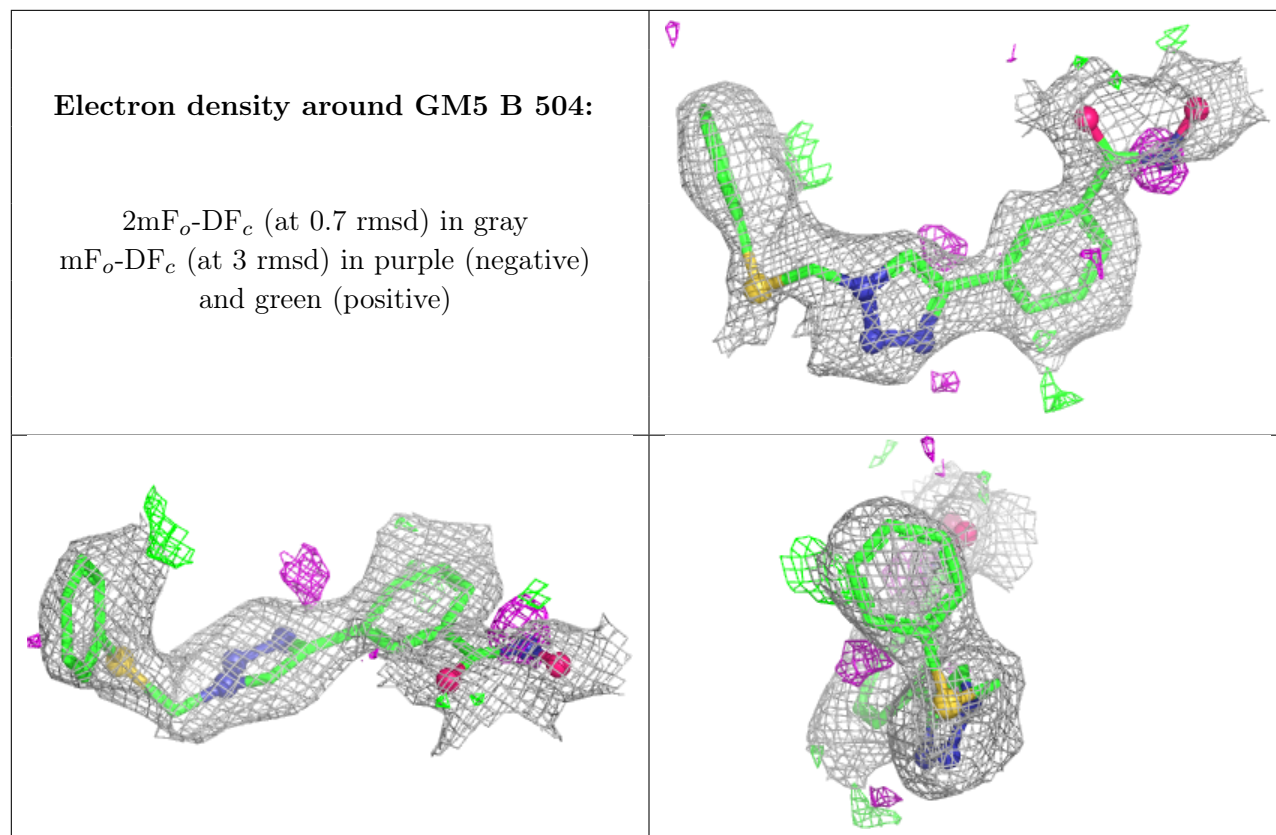 Electron density around GM5 B 504:
2mFo-DFc (at 0.7 rmsd) in gray
mFo-DFc (at 3 rmsd) in purple (negative)
and green (positive)